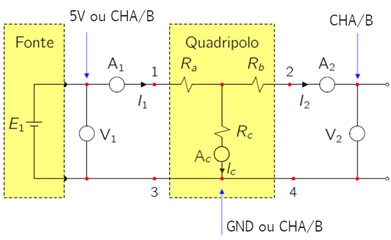 5V ou CHA/B
CHA/B
Fonte
Quadripolo
A1
1
Ra
Rb
2
A2
I1
I2
E1
V1
Rc
V2
Ac
Ic
3
4
GND ou CHA/B